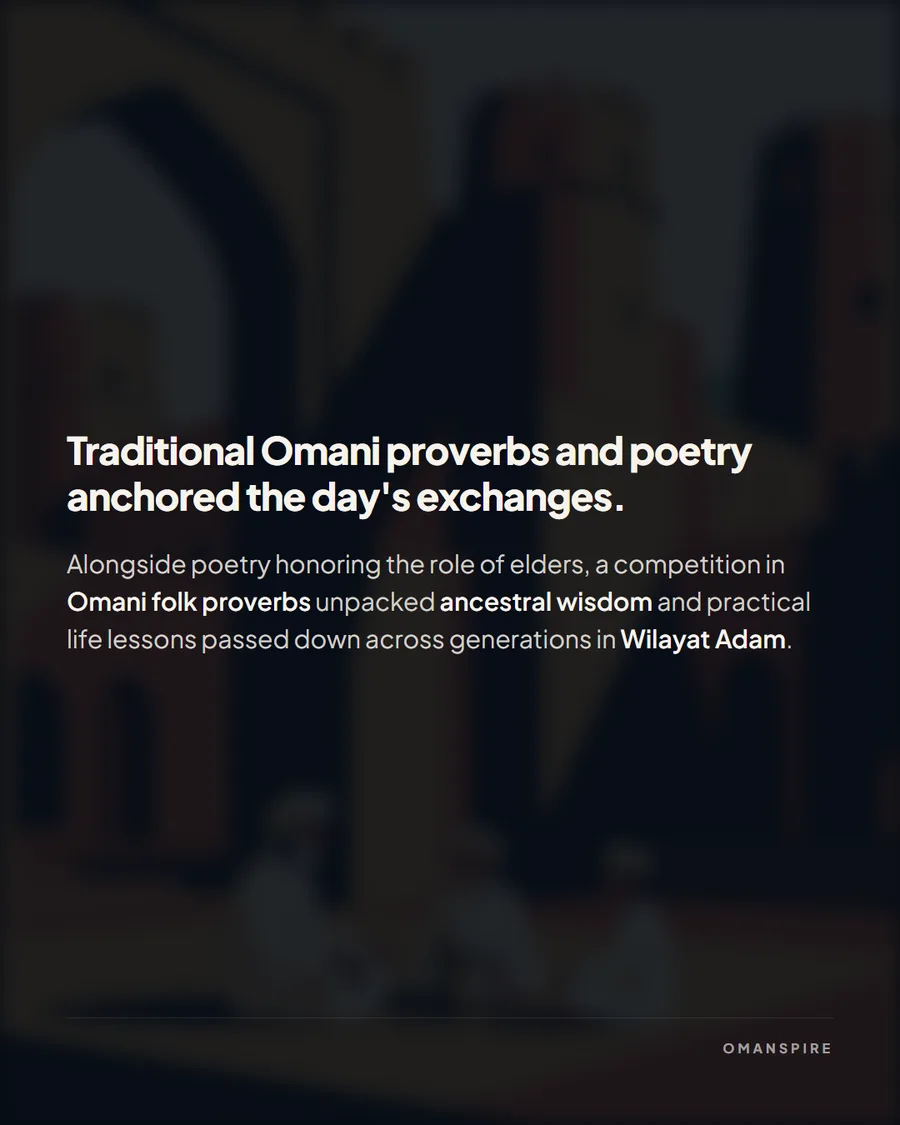 Traditional Omani proverbs and poetry
anchored the day's exchanges.
Alongside poetry honoring the role of elders, a competition in
Omani folk proverbs unpacked ancestral wisdom and practical
life lessons passed down across generations in Wilayat Adam.
OMANSPIRE